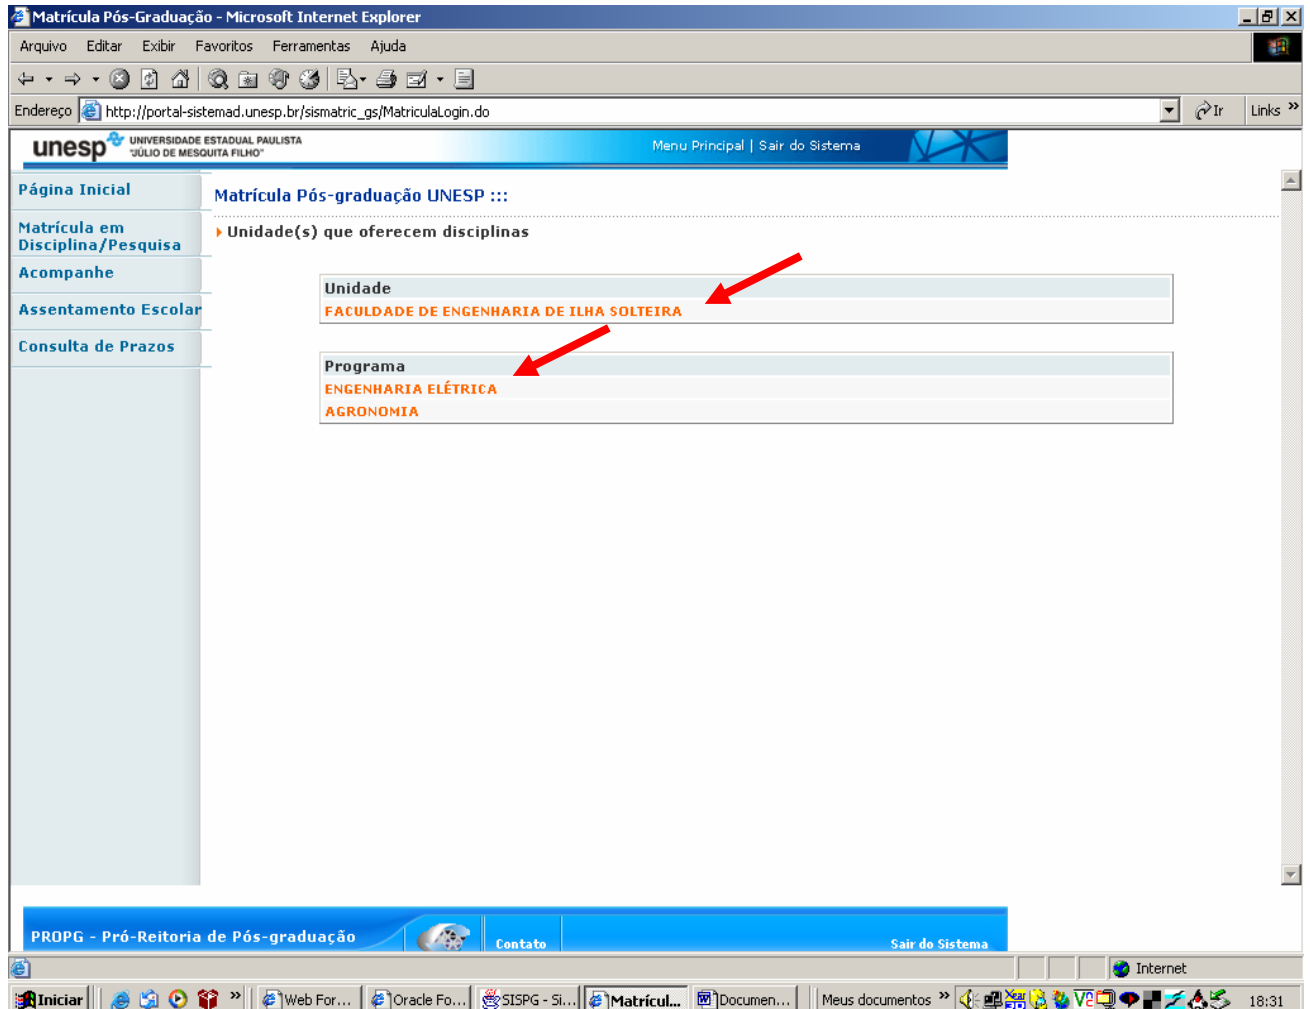 Matrícula Pós-Graduação - Microsoft Internet Explorer
Arquivo Editar Exibir Favoritos Ferramentas Ajuda
Endereço http://portal-sistemad.unesp.br/sismatric_gs/MatriculaLogin.do Ir Links »
unesp UNIVERSIDADE ESTADUAL PAULISTA
"JÚLIO DE MESQUITA FILHO"
Menu Principal | Sair do Sistema
Página Inicial
Matrícula em
Disciplina/Pesquisa
Acompanhe
Assentamento Escolar
Consulta de Prazos
Matrícula Pós-graduação UNESP :::
Unidade(s) que oferecem disciplinas
Unidade
FACULDADE DE ENGENHARIA DE ILHA SOLTEIRA
Programa
ENGENHARIA ELÉTRICA
AGRONOMIA
PROPG - Pró-Reitoria de Pós-graduação Contato Sair do Sistema
Internet
Iniciar » Web For... Oracle Fo... SISPG - Si... Matrícul... Documen... Meus documentos » 18:31